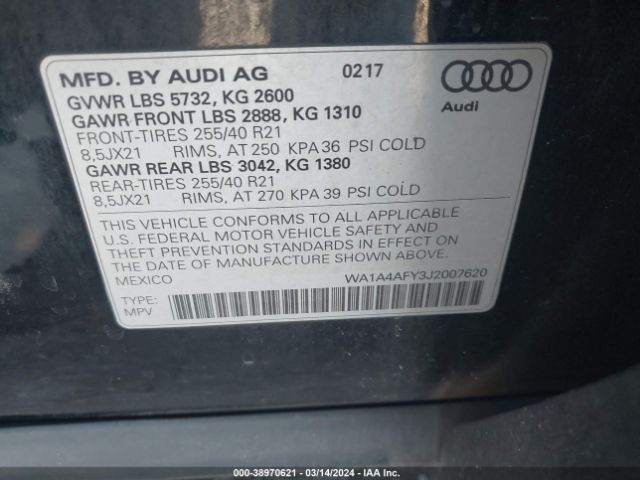 MFD. BY AUDI AG 0217
GVWR LBS 5732, KG 2600
GAWR FRONT LBS 2888, KG 1310
FRONT-TIRES 255/40 R21
8,5JX21 RIMS, AT 250 KPA 36 PSI COLD
GAWR REAR LBS 3042, KG 1380
REAR-TIRES 255/40 R21
8,5JX21 RIMS, AT 270 KPA 39 PSI COLD
Audi
THIS VEHICLE CONFORMS TO ALL APPLICABLE
U.S. FEDERAL MOTOR VEHICLE SAFETY AND
THEFT PREVENTION STANDARDS IN EFFECT ON THE
DATE OF MANUFACTURE SHOWN ABOVE.
MEXICO WA1A4AFY3J2007620
TYPE:
MPV
000-38970621 - 03/14/2024 - WWW.IAAI.COM